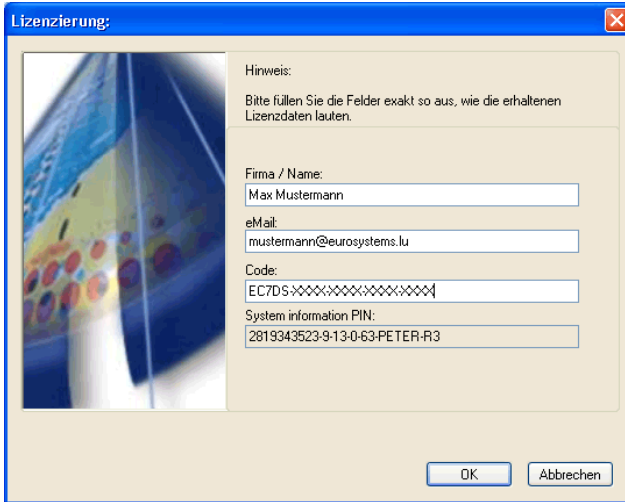 Lizenzierung:
Hinweis:
Bitte füllen Sie die Felder exakt so aus, wie die erhaltenen
Lizenzdaten lauten.
Firma / Name:
Max Mustermann
eMail:
mustermann@eurosystems.lu
Code:
EC7DS-XXXX-XXXX-XXXX-XXXX
System information PIN:
2819343523-9-13-0-63-PETER-R3
OK
Abbrechen